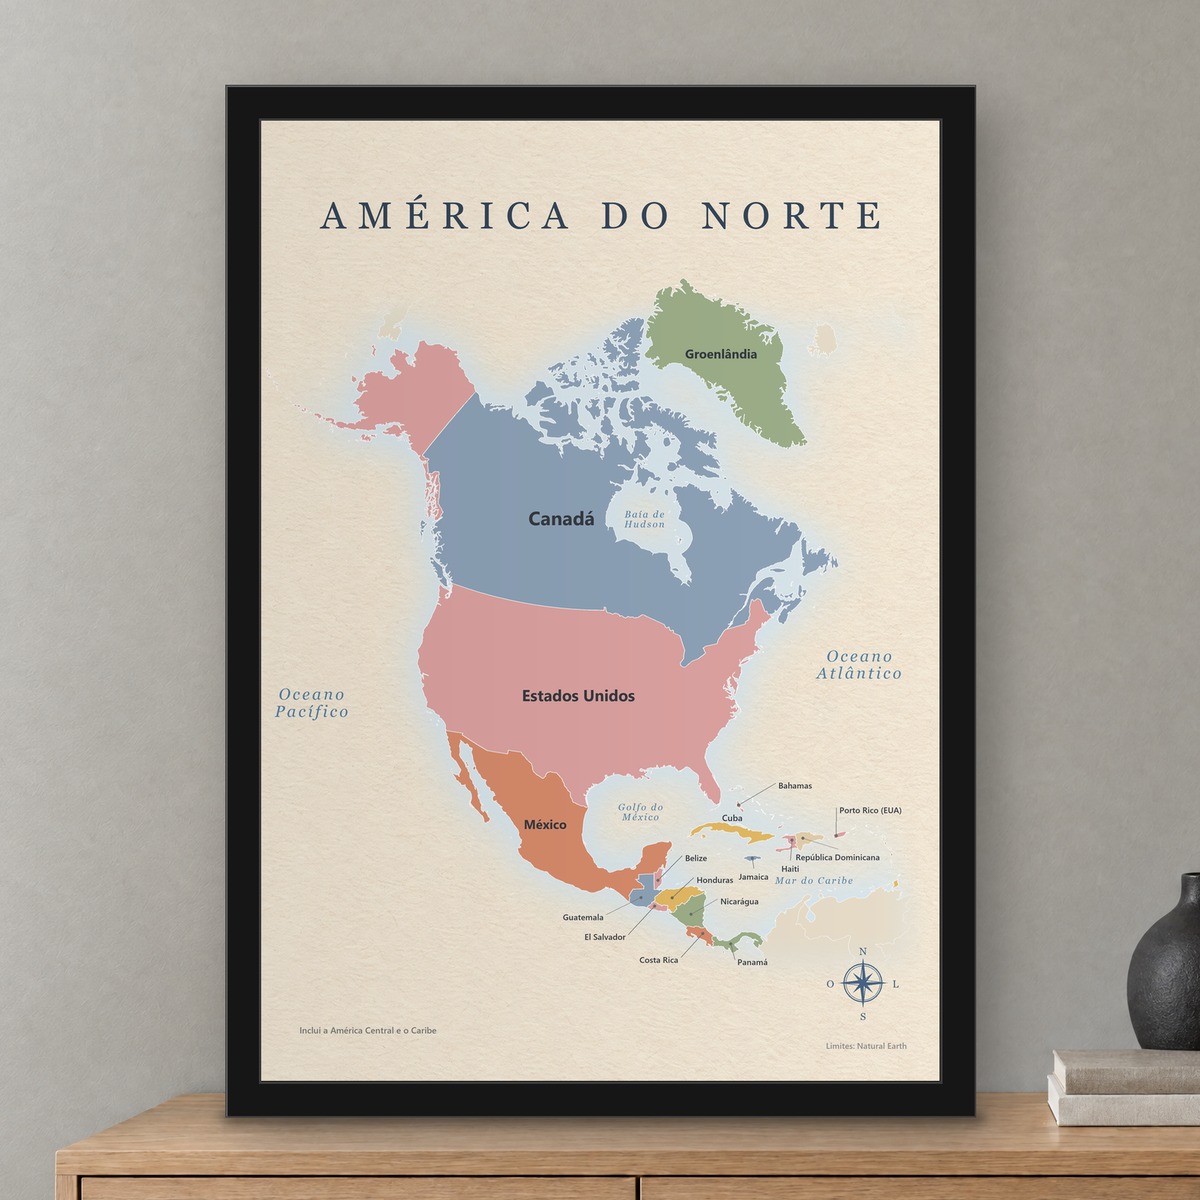 AMÉRICA DO NORTE
Groenlândia
Canadá
Baía de
Hudson
Oceano
Atlântico
Oceano
Pacífico
Estados Unidos
Golfo do
México
México
Bahamas
Porto Rico (EUA)
Cuba
República Dominicana
Haiti
Jamaica
Mar do Caribe
Belize
Honduras
Nicarágua
Guatemala
El Salvador
Costa Rica
Panamá
N
O
L
S
Inclui a América Central e o Caribe
Limites: Natural Earth